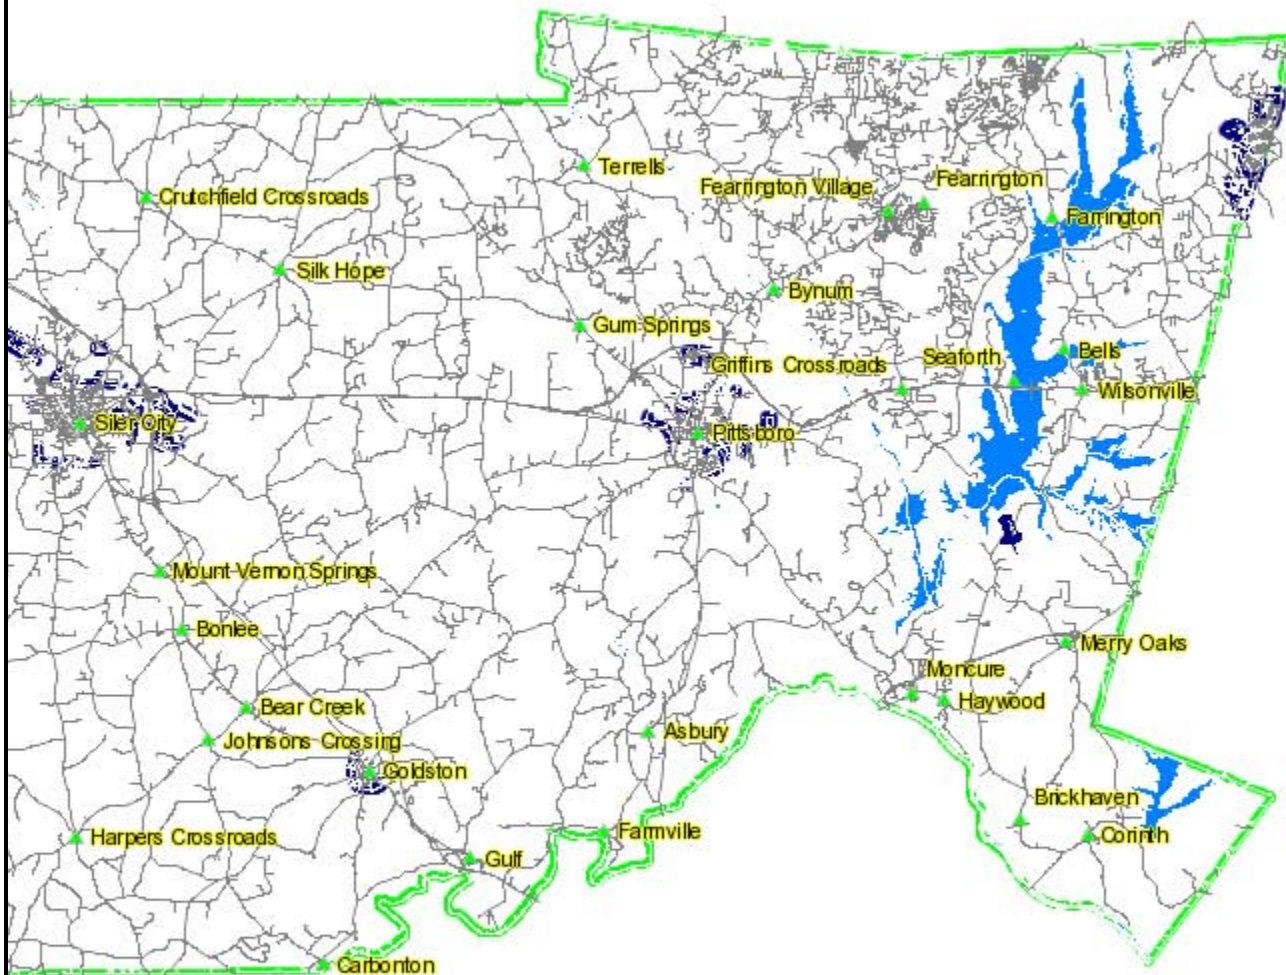 Terrells
Fearrington
Fearrington Village
Crutchfield Crossroads
Farrington
Silk Hope
Bynum
Gum Springs
Seaforth
Bells
Griffins Crossroads
Wilsonville
Siler City
Pittsboro
Mount Vernon Springs
Bonlee
Merry Oaks
Moncure
Haywood
Bear Creek
Asbury
Johnsons Crossing
Goldston
Brickhaven
Farmville
Corinth
Harpers Crossroads
Gulf
Carbonton